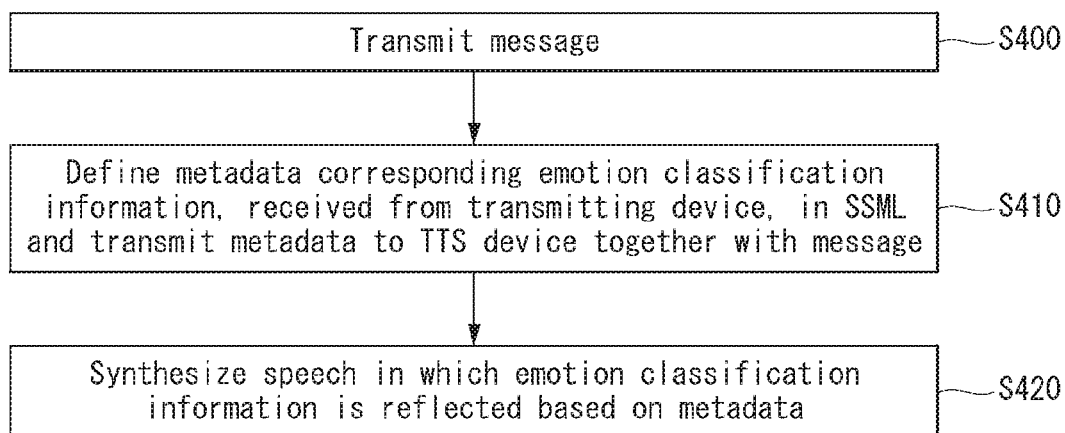 Transmit message
S400
Define metadata corresponding emotion classification
information, received from transmitting device, in SSML
and transmit metadata to TTS device together with message
S410
Synthesize speech in which emotion classification
information is reflected based on metadata
S420